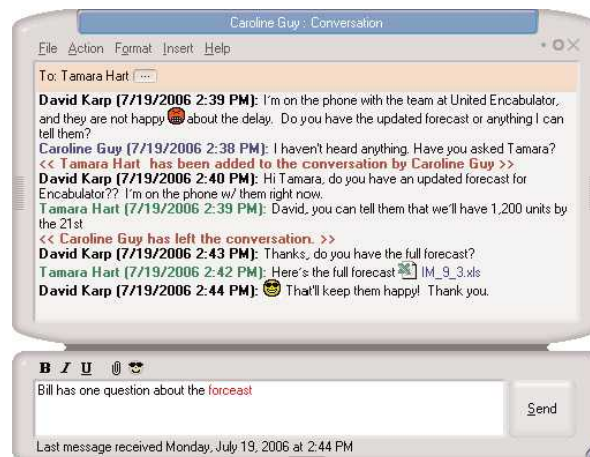 Caroline Guy : Conversation
File Action Format Insert Help
To: Tamara Hart ...
David Karp (7/19/2006 2:39 PM): I'm on the phone with the team at United Encabulator,
and they are not happy about the delay. Do you have the updated forecast or anything I can
tell them?
Caroline Guy (7/19/2006 2:38 PM): I haven't heard anything. Have you asked Tamara?
<< Tamara Hart has been added to the conversation by Caroline Guy >>
David Karp (7/19/2006 2:40 PM): Hi Tamara, do you have an updated forecast for
Encabulator?? I'm on the phone w/ them right now.
Tamara Hart (7/19/2006 2:39 PM): David, you can tell them that we'll have 1,200 units by
the 21st
<< Caroline Guy has left the conversation. >>
David Karp (7/19/2006 2:43 PM): Thanks, do you have the full forecast?
Tamara Hart (7/19/2006 2:42 PM): Here's the full forecast IM_9_3.xls
David Karp (7/19/2006 2:44 PM): That'll keep them happy! Thank you.
B I U
Bill has one question about the forceast
Send
Last message received Monday, July 19, 2006 at 2:44 PM